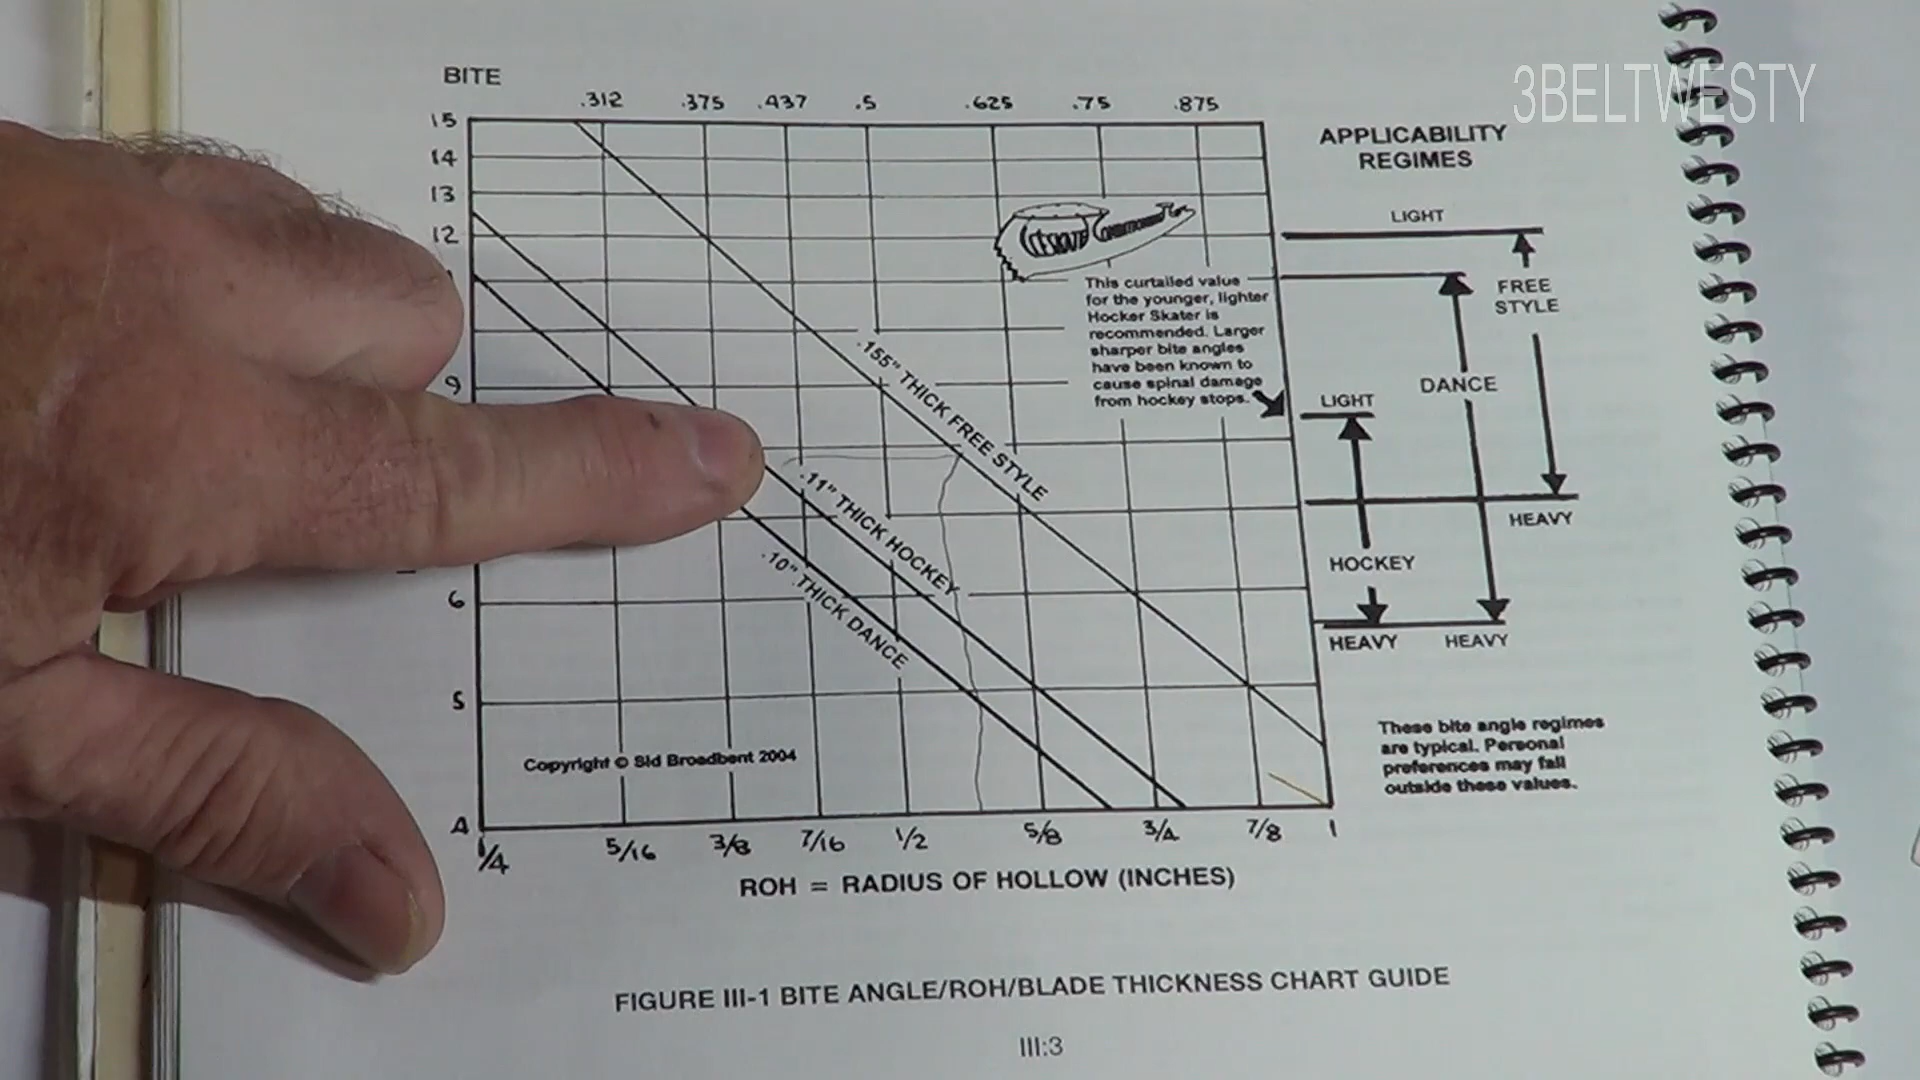 3BELTWESTY
BITE
.312 .375 .437 .5 .625 .75 .875
15
14
13
12
9
6
5
4
APPLICABILITY
REGIMES
LIGHT
FREE
STYLE
DANCE
LIGHT
HEAVY
HOCKEY
HEAVY HEAVY
ICE SKATE
This curtailed value
for the younger, lighter
Hocker Skater is
recommended. Larger
sharper bite angles
have been known to
cause spinal damage
from hockey stops.
.155" THICK FREE STYLE
.11" THICK HOCKEY
.10" THICK DANCE
Copyright © Sid Broadbent 2004
These bite angle regimes
are typical. Personal
preferences may fall
outside these values.
1/4 5/16 3/8 7/16 1/2 5/8 3/4 7/8 1
ROH = RADIUS OF HOLLOW (INCHES)
FIGURE III-1 BITE ANGLE/ROH/BLADE THICKNESS CHART GUIDE
III:3